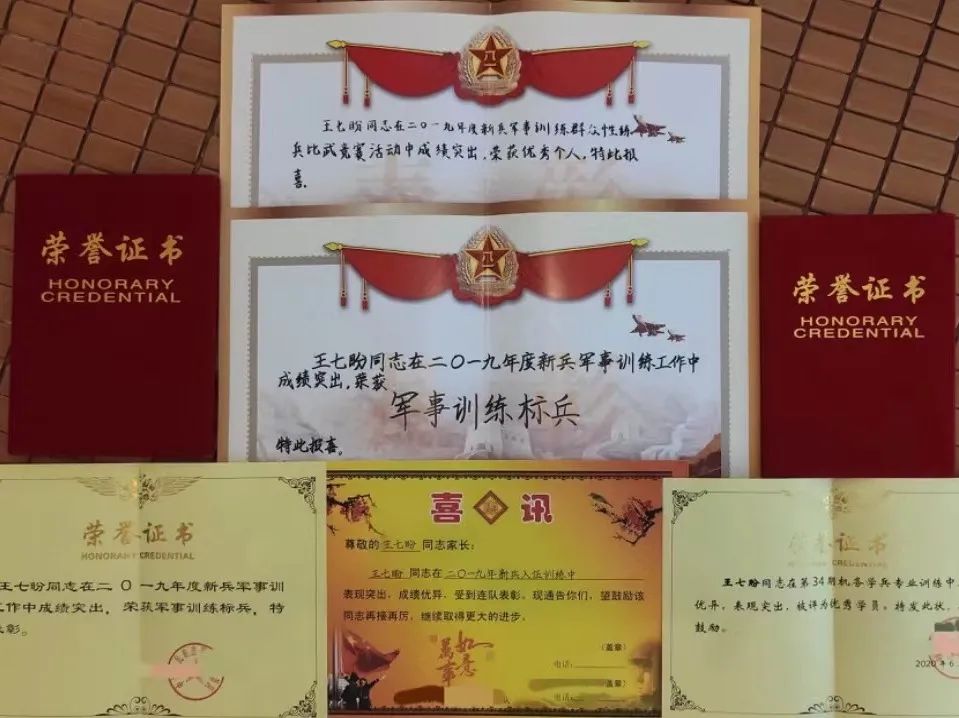 王七盼同志在二〇一九年度新兵军事训练群众性练
兵比武竞赛活动中成绩突出，荣获优秀个人，特此报
喜。
荣誉证书
HONORARY
CREDENTIAL
王七盼同志在二〇一九年度新兵军事训练工作中
成绩突出，荣获
军事训练标兵
特此报喜。
荣誉证书
HONORARY
CREDENTIAL
荣誉证书
HONORARY CREDENTIAL
王七盼同志在二〇一九年度新兵军事训
工作中成绩突出，荣获军事训练标兵，特
彰。
喜讯
尊敬的王七盼同志家长：
王七盼同志在二〇一九年新兵入伍训练中
表现突出，成绩优异，受到连队表彰。现通告你们，望鼓励该
同志再接再厉，继续取得更大的进步。
万事如意
（盖章）
电话：
（盖章）
电话：
荣誉证书
HONORARY CREDENTIAL
王七盼同志在第34期机务学兵专业训练中
优异，表现突出，被评为优秀学员。特发此状，
鼓励。
2020年6